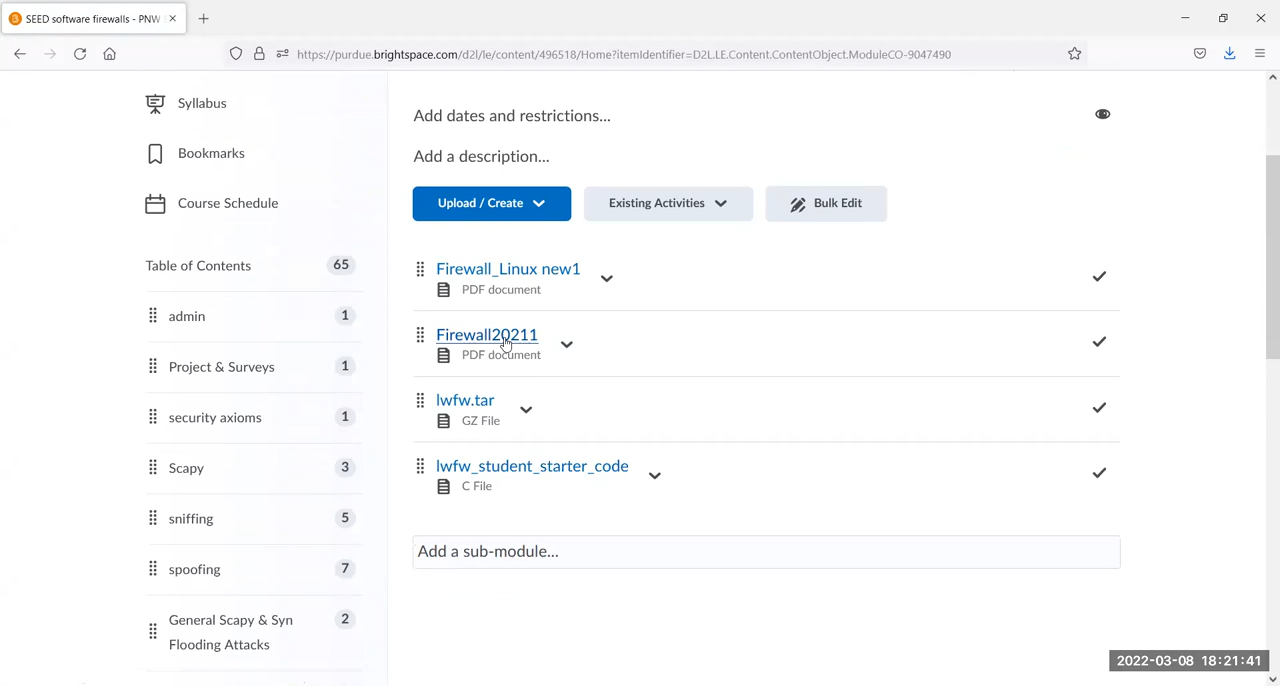 SEED software firewalls - PNW
https://purdue.brightspace.com/d2l/le/content/496518/Home?itemIdentifier=D2L.LE.Content.ContentObject.ModuleCO-9047490
Syllabus
Bookmarks
Course Schedule
Table of Contents 65
admin 1
Project & Surveys 1
security axioms 1
Scapy 3
sniffing 5
spoofing 7
General Scapy & Syn 2
Flooding Attacks
Add dates and restrictions...
Add a description...
Upload / Create Existing Activities Bulk Edit
Firewall_Linux new1
PDF document
Firewall20211
PDF document
lwfw.tar
GZ File
lwfw_student_starter_code
C File
Add a sub-module...
2022-03-08 18:21:41